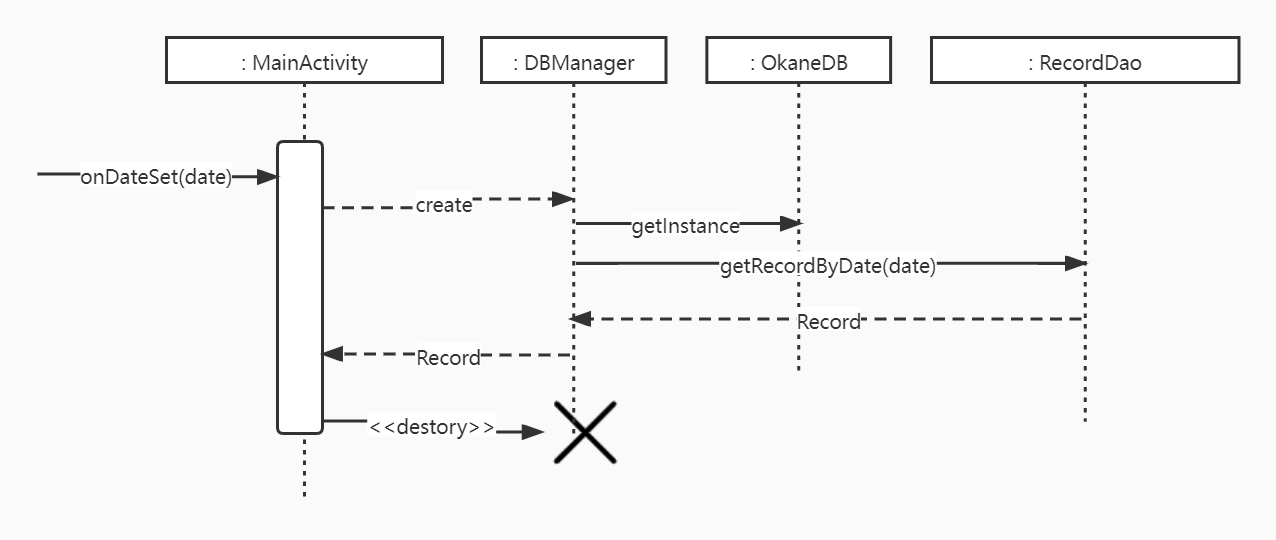 : MainActivity
: DBManager
: OkaneDB
: RecordDao
onDateSet(date)
create
getInstance
getRecordByDate(date)
Record
Record
<<destory>>